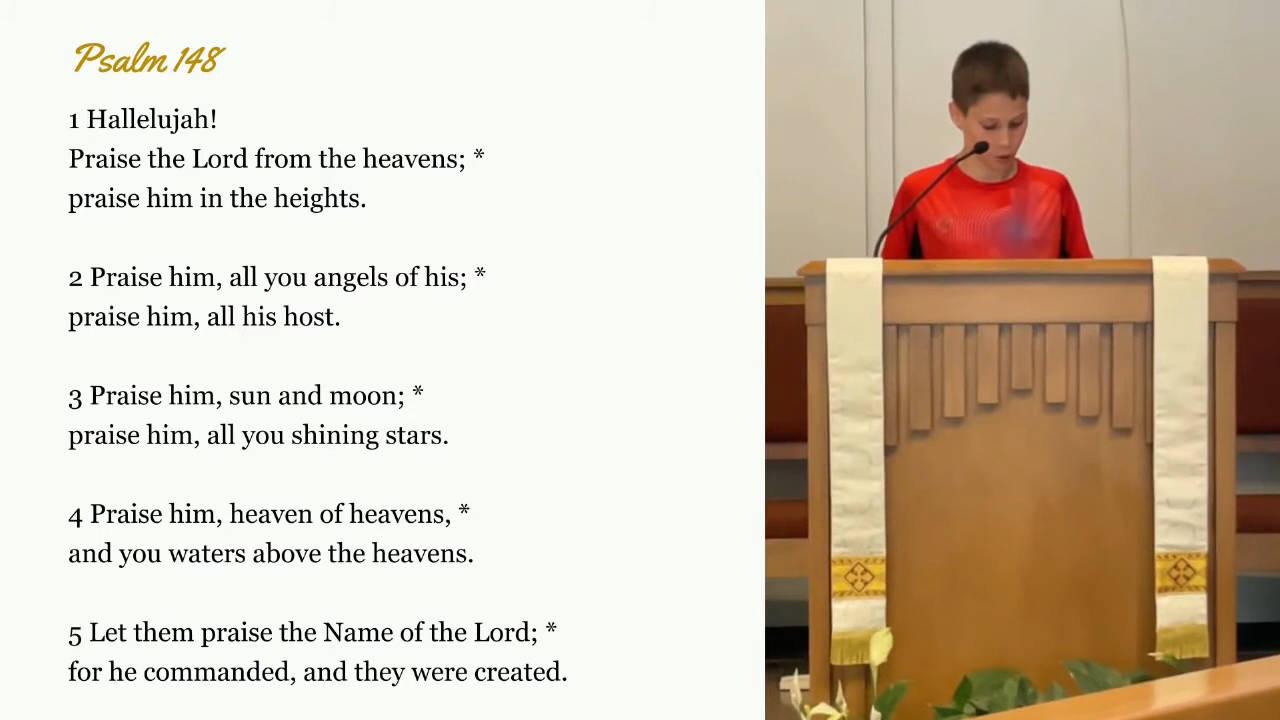 Psalm 148
1 Hallelujah!
Praise the Lord from the heavens; *
praise him in the heights.
2 Praise him, all you angels of his; *
praise him, all his host.
3 Praise him, sun and moon; *
praise him, all you shining stars.
4 Praise him, heaven of heavens, *
and you waters above the heavens.
5 Let them praise the Name of the Lord; *
for he commanded, and they were created.